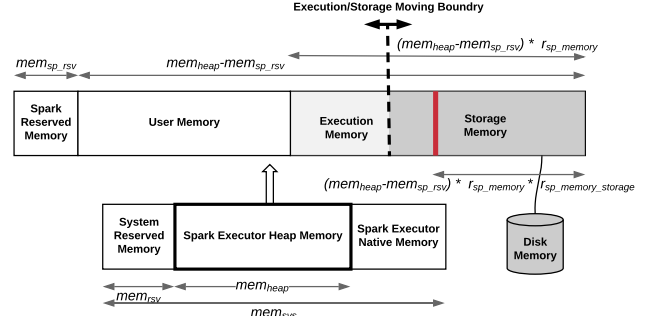 Execution/Storage Moving Boundry
(mem_heap-mem_sp_rsv) * r_sp_memory
mem_sp_rsv
mem_heap-mem_sp_rsv
Spark
Reserved
Memory
User Memory
Execution
Memory
Storage
Memory
(mem_heap-mem_sp_rsv) * r_sp_memory * r_sp_memory_storage
System
Reserved
Memory
Spark Executor Heap Memory
Spark Executor
Native Memory
Disk
Memory
mem_rsv
mem_heap
mem_sys